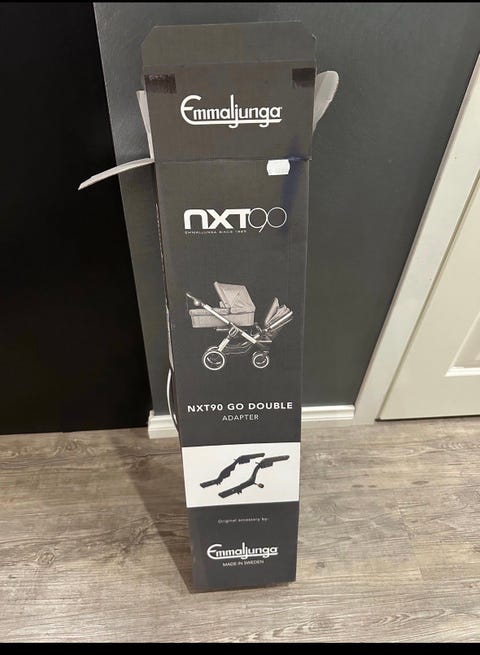 Emmaljunga
NXT90
EMMALJUNGA SINCE 1925
NXT90 GO DOUBLE
ADAPTER
Original accessory by:
Emmaljunga
MADE IN SWEDEN